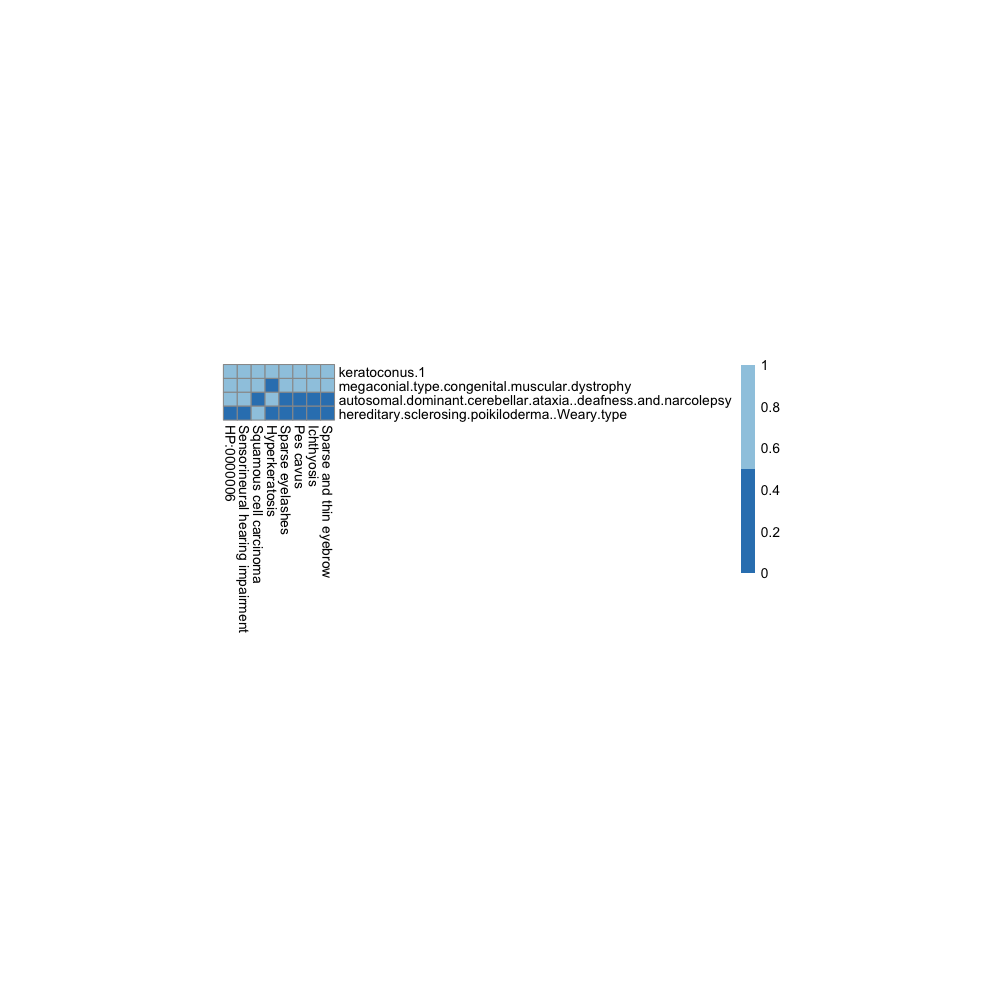 keratoconus.1
megaconial.type.congenital.muscular.dystrophy
autosomal.dominant.cerebellar.ataxia..deafness.and.narcolepsy
hereditary.sclerosing.poikiloderma..Weary.type
HP:0000006
Sensorineural hearing impairment
Squamous cell carcinoma
Hyperkeratosis
Sparse eyelashes
Pes cavus
Ichthyosis
Sparse and thin eyebrow
1
0.8
0.6
0.4
0.2
0